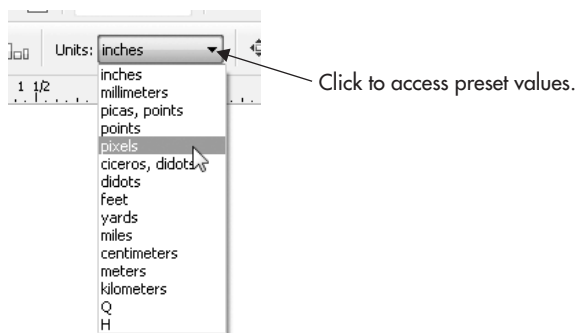 Units: inches
Click to access preset values.
1 1/2
inches
millimeters
picas, points
points
pixels
ciceros, didots
didots
feet
yards
miles
centimeters
meters
kilometers
Q
H